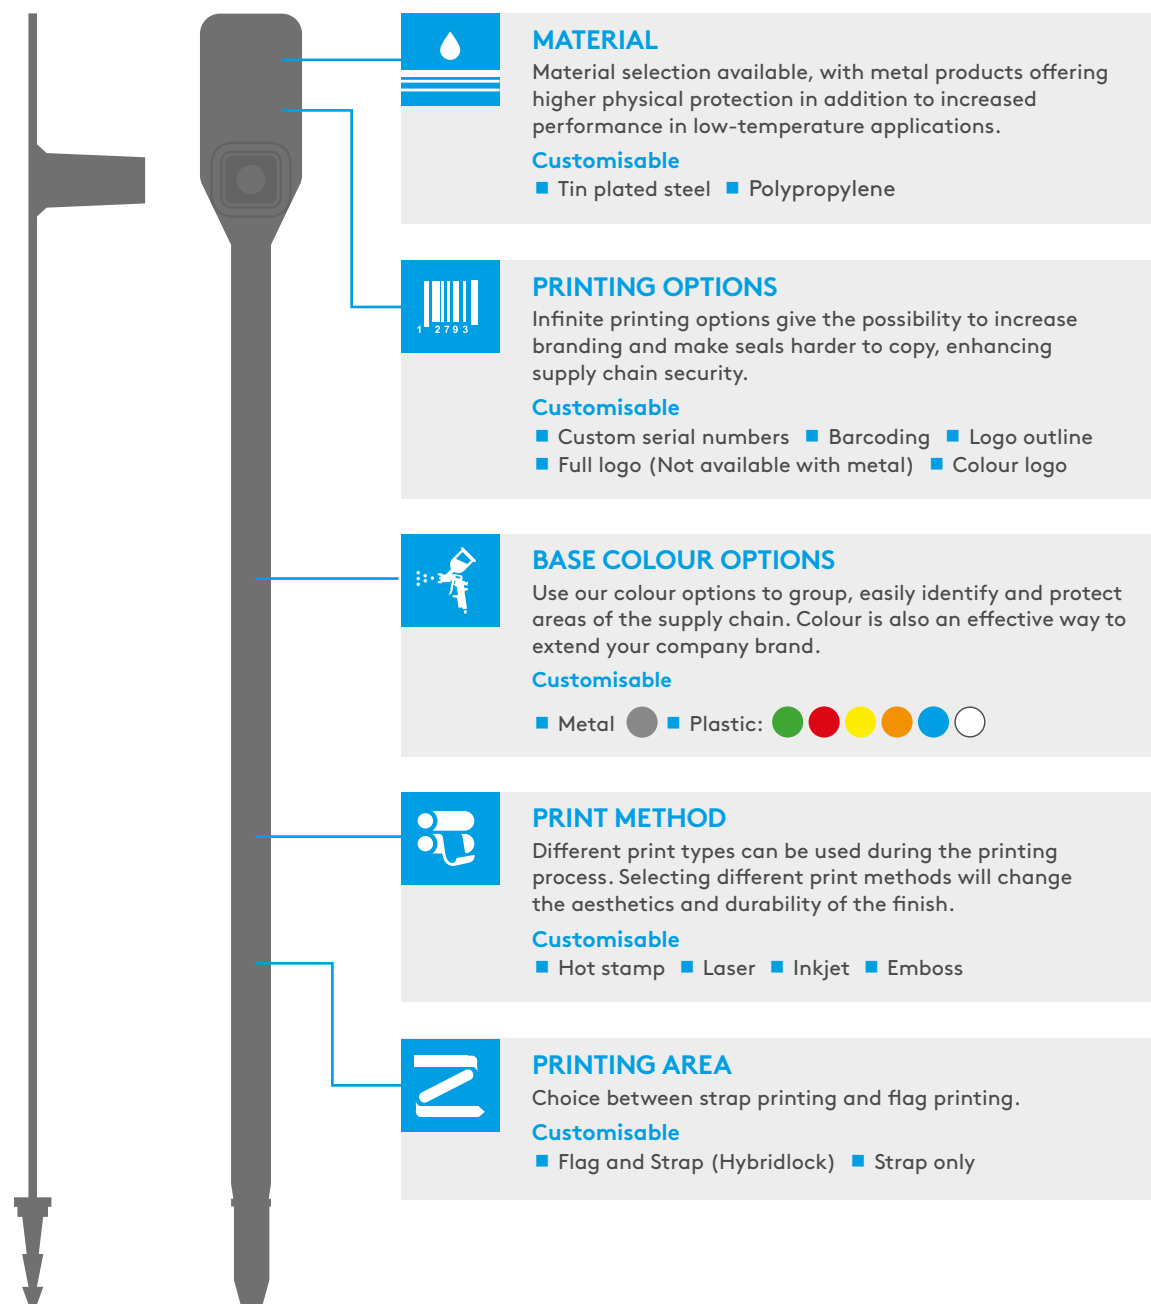 MATERIAL
Material selection available, with metal products offering
higher physical protection in addition to increased
performance in low-temperature applications.
Customisable
Tin plated steel Polypropylene
1 2793
PRINTING OPTIONS
Infinite printing options give the possibility to increase
branding and make seals harder to copy, enhancing
supply chain security.
Customisable
Custom serial numbers Barcoding Logo outline
Full logo (Not available with metal) Colour logo
BASE COLOUR OPTIONS
Use our colour options to group, easily identify and protect
areas of the supply chain. Colour is also an effective way to
extend your company brand.
Customisable
Metal Plastic:
PRINT METHOD
Different print types can be used during the printing
process. Selecting different print methods will change
the aesthetics and durability of the finish.
Customisable
Hot stamp Laser Inkjet Emboss
PRINTING AREA
Choice between strap printing and flag printing.
Customisable
Flag and Strap (Hybridlock) Strap only